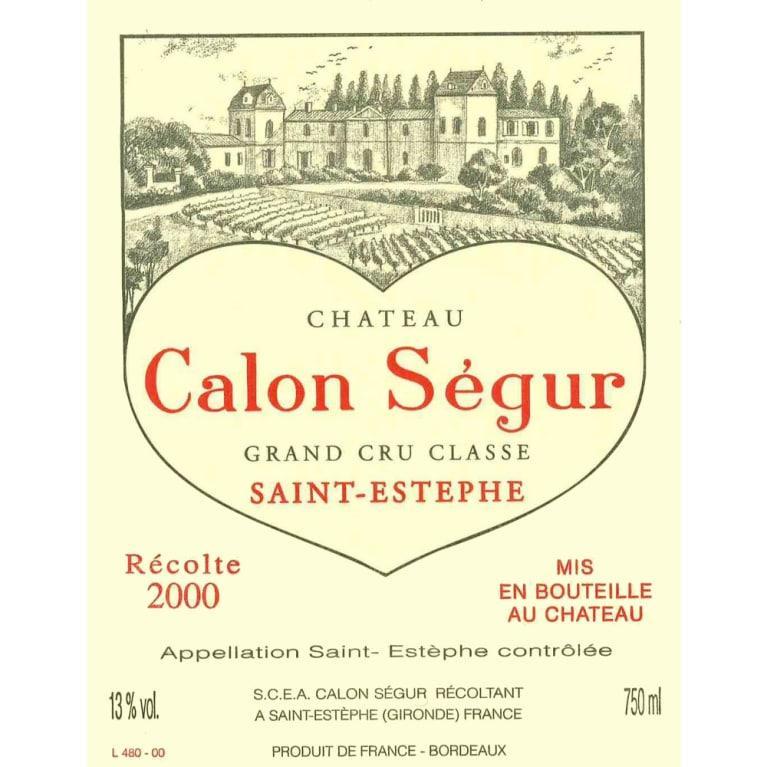 CHATEAU
Calon Ségur
GRAND CRU CLASSE
SAINT-ESTEPHE
Récolte
2000
MIS
EN BOUTEILLE
AU CHATEAU
Appellation Saint- Estèphe contrôlée
13 % vol.
S.C.E.A. CALON SÉGUR RÉCOLTANT
A SAINT-ESTÈPHE (GIRONDE) FRANCE
750 ml
L 480 - 00
PRODUIT DE FRANCE - BORDEAUX